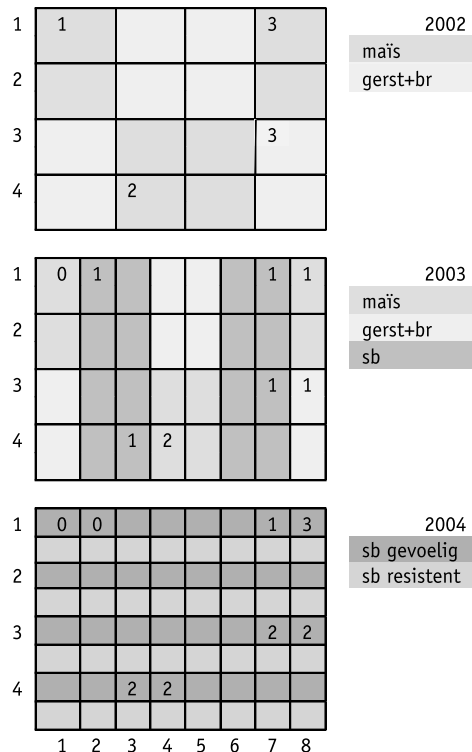 1 1 3 2002
maïs
2 gerst+br
3 3
4 2
1 0 1 1 1 2003
maïs
2 gerst+br
sb
3 1 1
4 1 2
1 0 0 1 3 2004
sb gevoelig
2 sb resistent
3 2 2
4 2 2
1 2 3 4 5 6 7 8